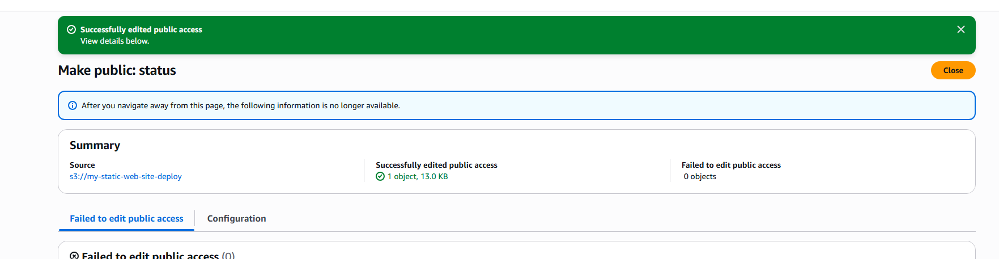 Successfully edited public access
View details below.
Make public: status
Close
After you navigate away from this page, the following information is no longer available.
Summary
Source
s3://my-static-web-site-deploy
Successfully edited public access
1 object, 13.0 KB
Failed to edit public access
0 objects
Failed to edit public access
Configuration
Failed to edit public access (0)